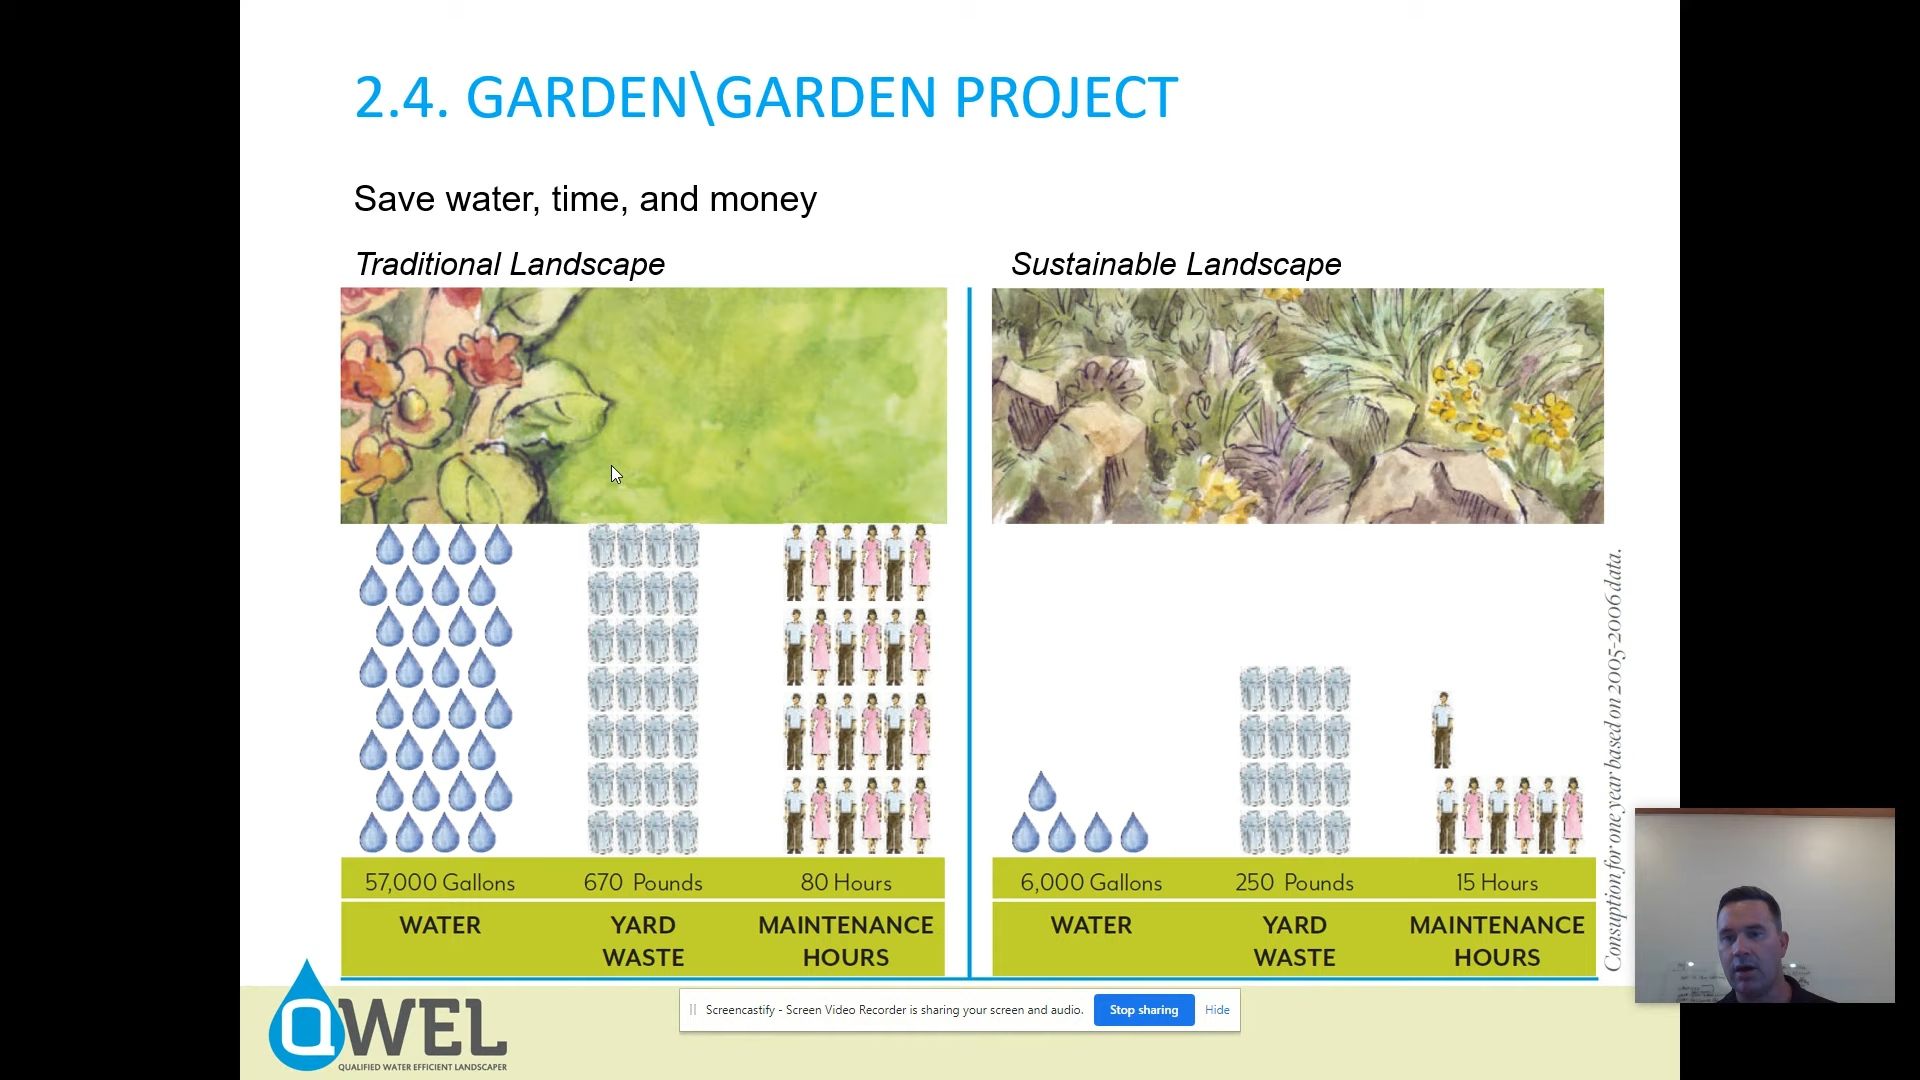 2.4. GARDEN\GARDEN PROJECT
Save water, time, and money
Traditional Landscape
Sustainable Landscape
57,000 Gallons 670 Pounds 80 Hours
WATER YARD WASTE MAINTENANCE HOURS
6,000 Gallons 250 Pounds 15 Hours
WATER YARD WASTE MAINTENANCE HOURS
Consuption for one year based on 2005-2006 data.
QWEL
QUALIFIED WATER EFFICIENT LANDSCAPER
Screencastify - Screen Video Recorder is sharing your screen and audio. Stop sharing Hide